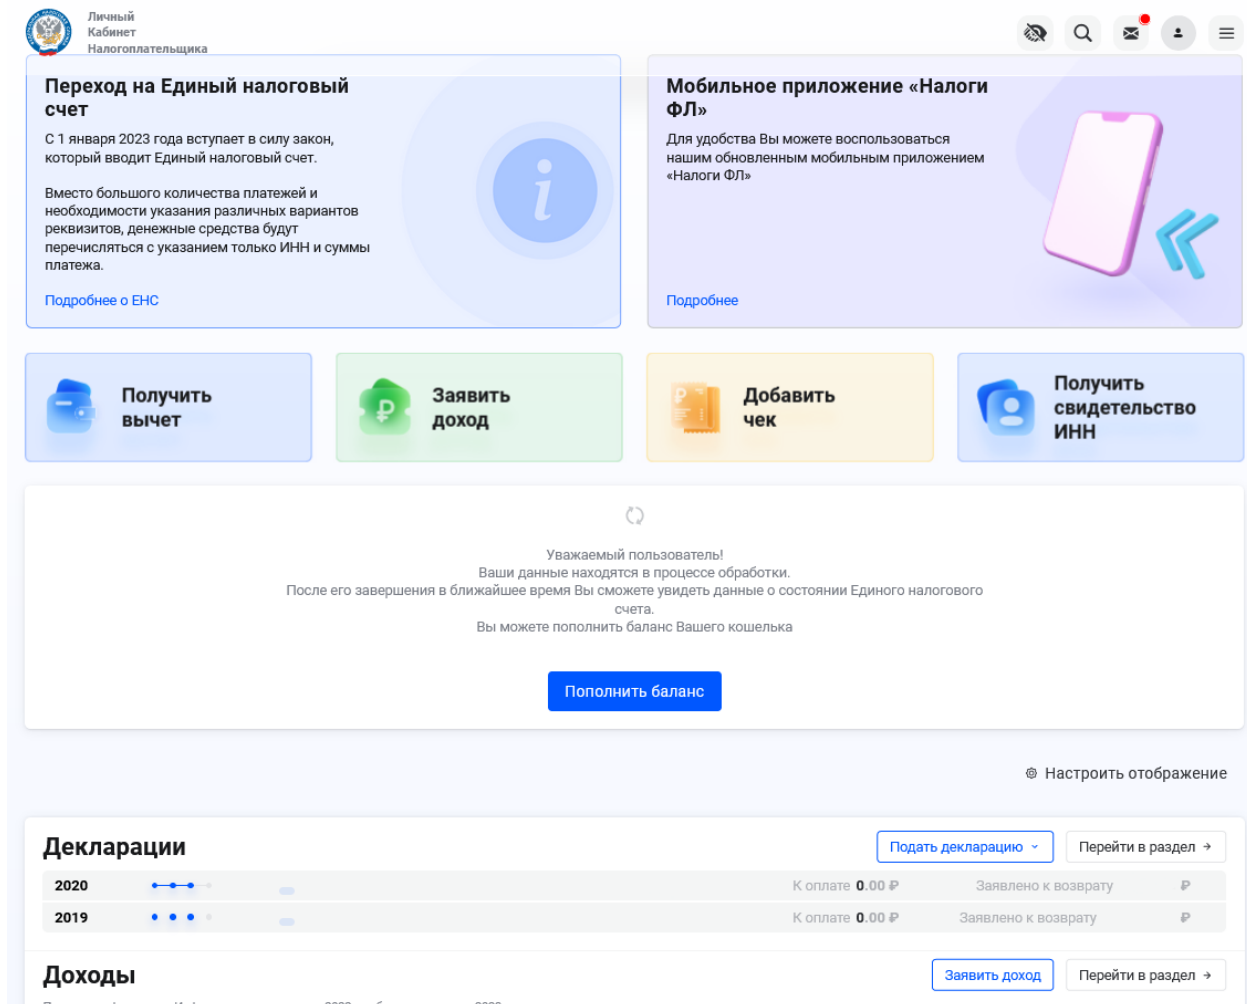 Личный
Кабинет
Налогоплательщика
Переход на Единый налоговый
счет
С 1 января 2023 года вступает в силу закон,
который вводит Единый налоговый счет.
Вместо большого количества платежей и
необходимости указания различных вариантов
реквизитов, денежные средства будут
перечисляться с указанием только ИНН и суммы
платежа.
Подробнее о ЕНС
Мобильное приложение «Налоги
ФЛ»
Для удобства Вы можете воспользоваться
нашим обновленным мобильным приложением
«Налоги ФЛ»
Подробнее
Получить
вычет
Заявить
доход
Добавить
чек
Получить
свидетельство
ИНН
Уважаемый пользователь!
Ваши данные находятся в процессе обработки.
После его завершения в ближайшее время Вы сможете увидеть данные о состоянии Единого налогового
счета.
Вы можете пополнить баланс Вашего кошелька
Пополнить баланс
Настроить отображение
Декларации
Подать декларацию
Перейти в раздел →
2020 К оплате 0.00 ₽ Заявлено к возврату ₽
2019 К оплате 0.00 ₽ Заявлено к возврату ₽
Доходы
Заявить доход
Перейти в раздел →